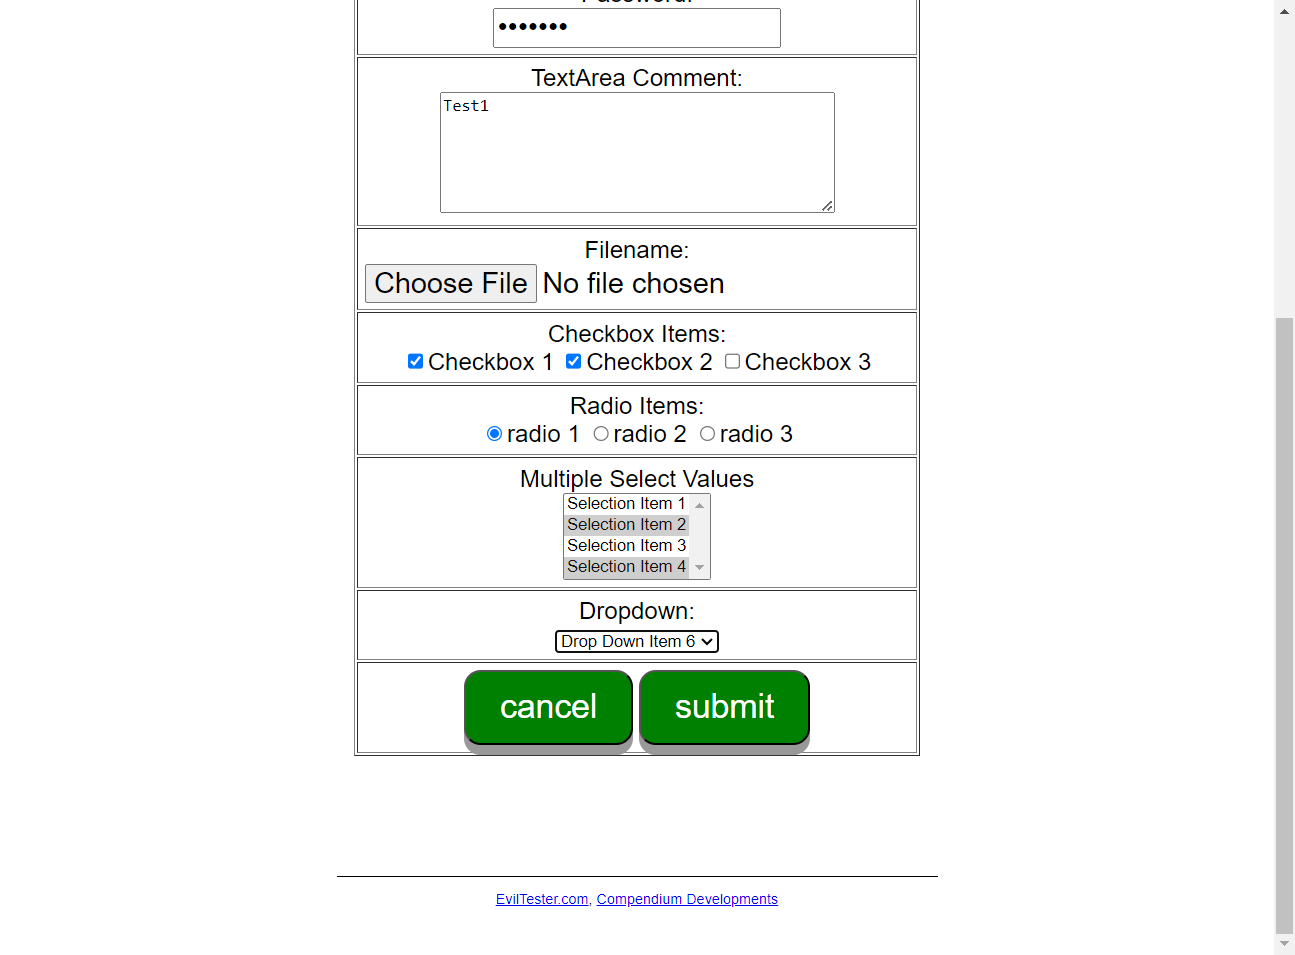 TextArea Comment:
Test1
Filename:
Choose File No file chosen
Checkbox Items:
Checkbox 1 Checkbox 2 Checkbox 3
Radio Items:
radio 1 radio 2 radio 3
Multiple Select Values
Selection Item 1
Selection Item 2
Selection Item 3
Selection Item 4
Dropdown:
Drop Down Item 6
cancel submit
EvilTester.com, Compendium Developments